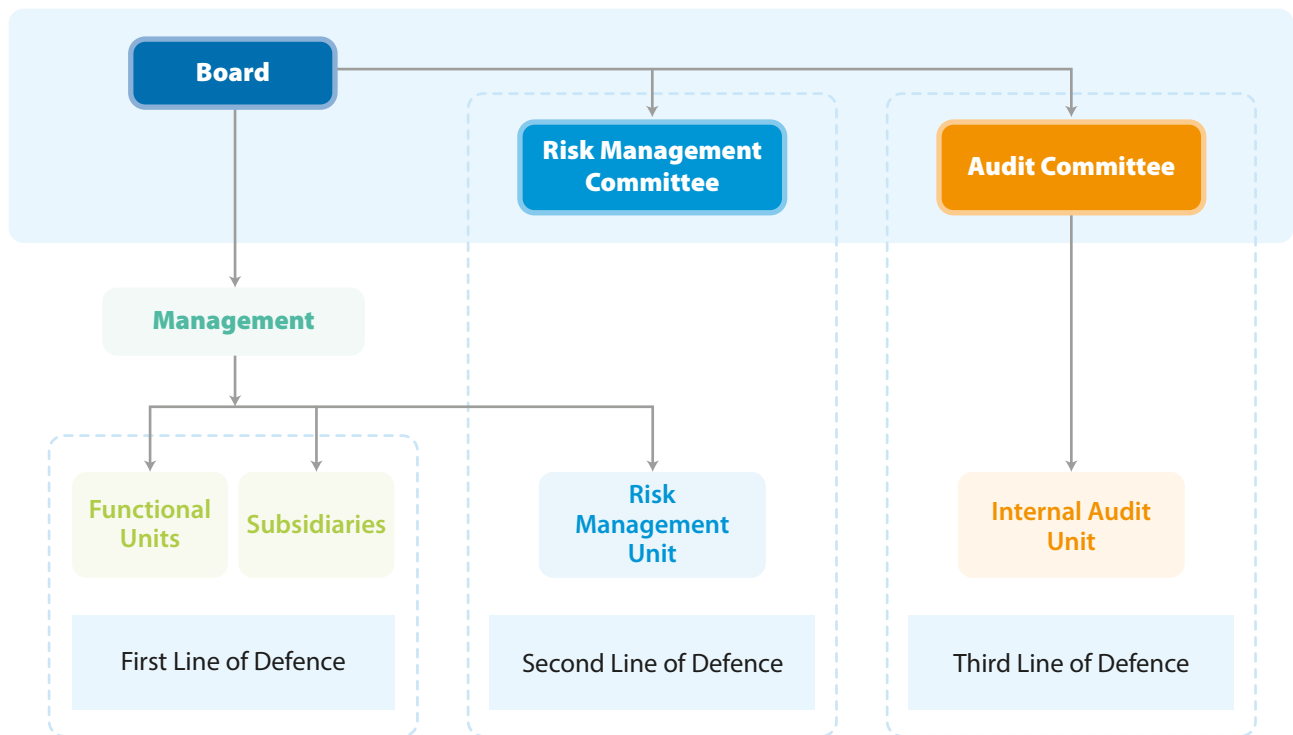 Board
Risk Management
Committee
Audit Committee
Management
Functional
Units
Subsidiaries
Risk
Management
Unit
Internal Audit
Unit
First Line of Defence
Second Line of Defence
Third Line of Defence